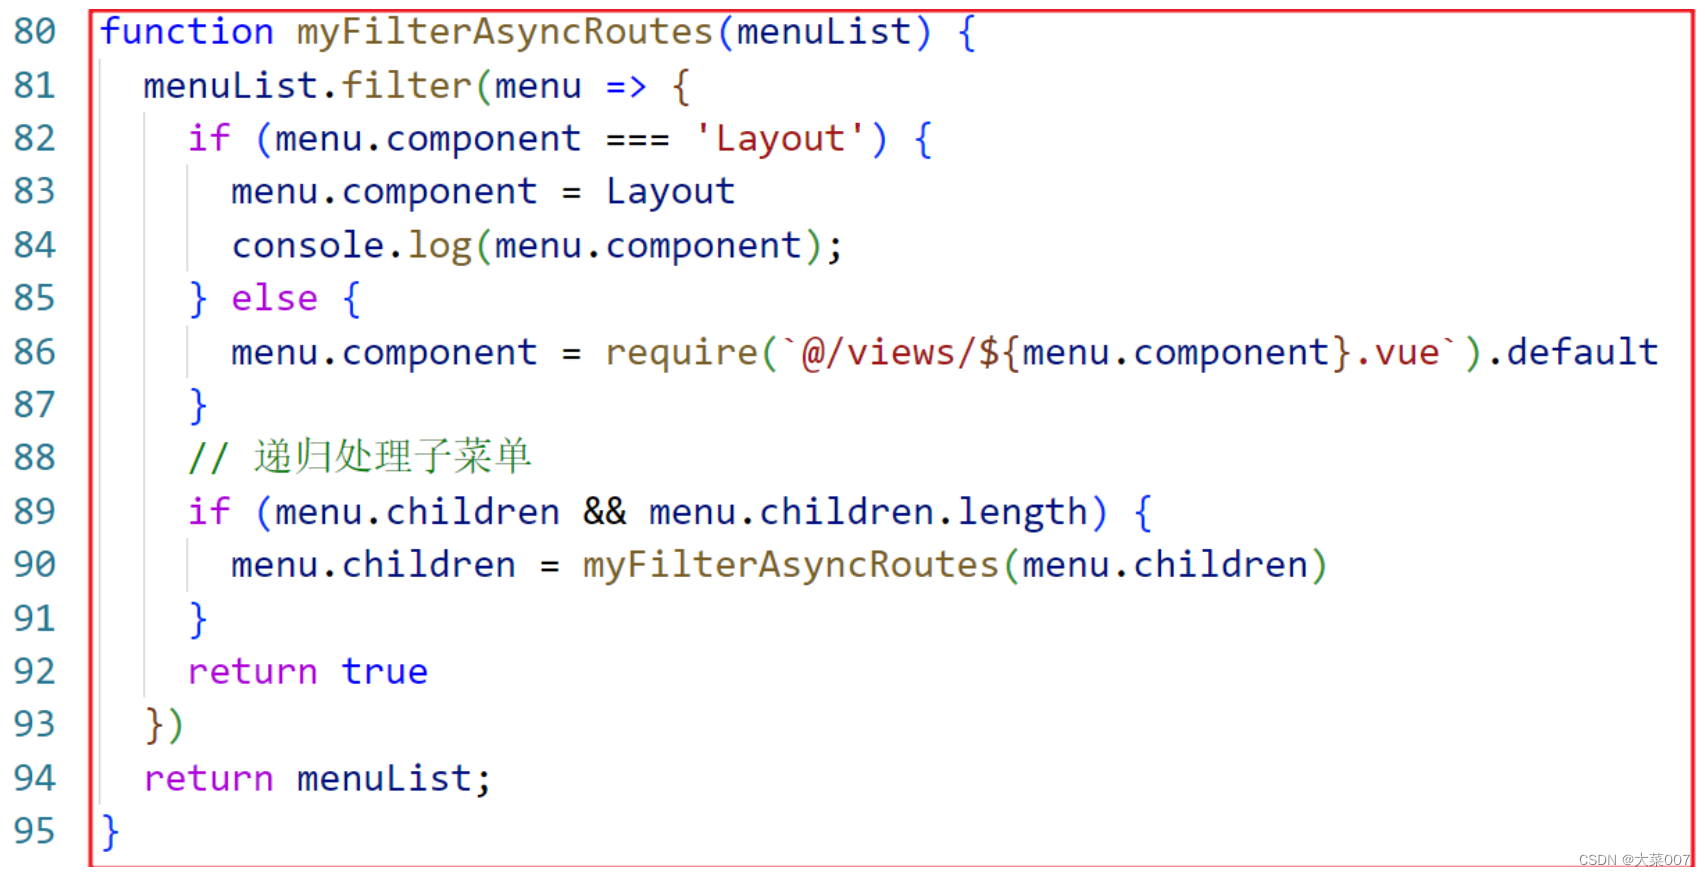 80 function myFilterAsyncRoutes(menuList) {
81   menuList.filter(menu => {
82     if (menu.component === 'Layout') {
83       menu.component = Layout
84       console.log(menu.component);
85     } else {
86       menu.component = require(`@/views/${menu.component}.vue`).default
87     }
88     // 递归处理子菜单
89     if (menu.children && menu.children.length) {
90       menu.children = myFilterAsyncRoutes(menu.children)
91     }
92     return true
93   })
94   return menuList;
95 }
CSDN @大菜007